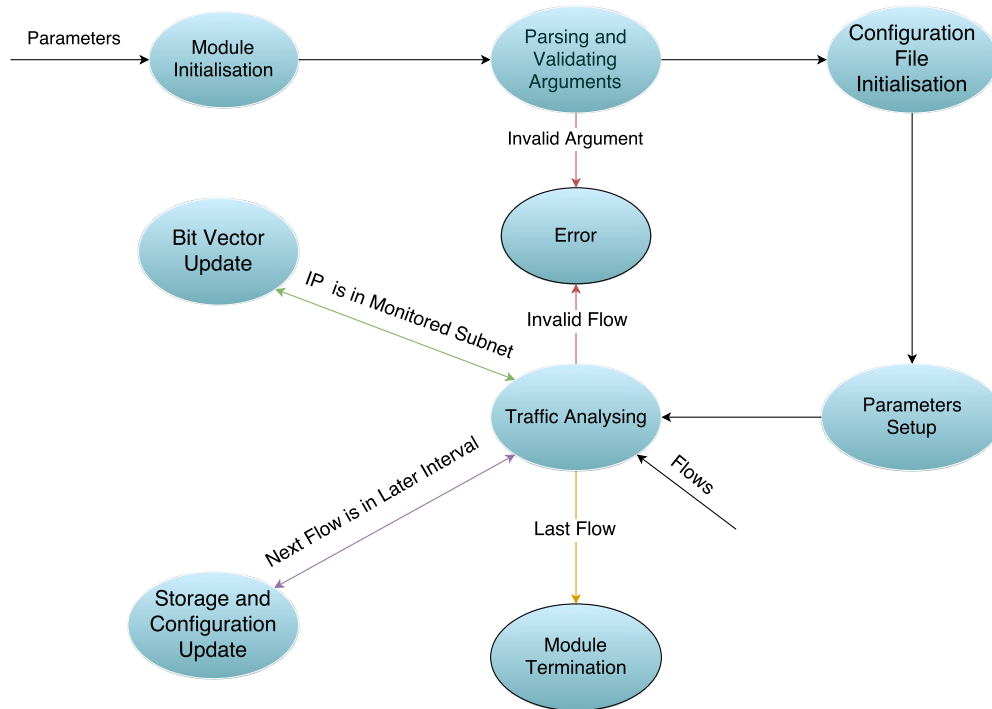 Parameters
Module
Initialisation
Parsing and
Validating
Arguments
Configuration
File
Initialisation
Invalid Argument
Error
Bit Vector
Update
IP is in Monitored Subnet
Invalid Flow
Traffic Analysing
Parameters
Setup
Flows
Next Flow is in Later Interval
Last Flow
Storage and
Configuration
Update
Module
Termination